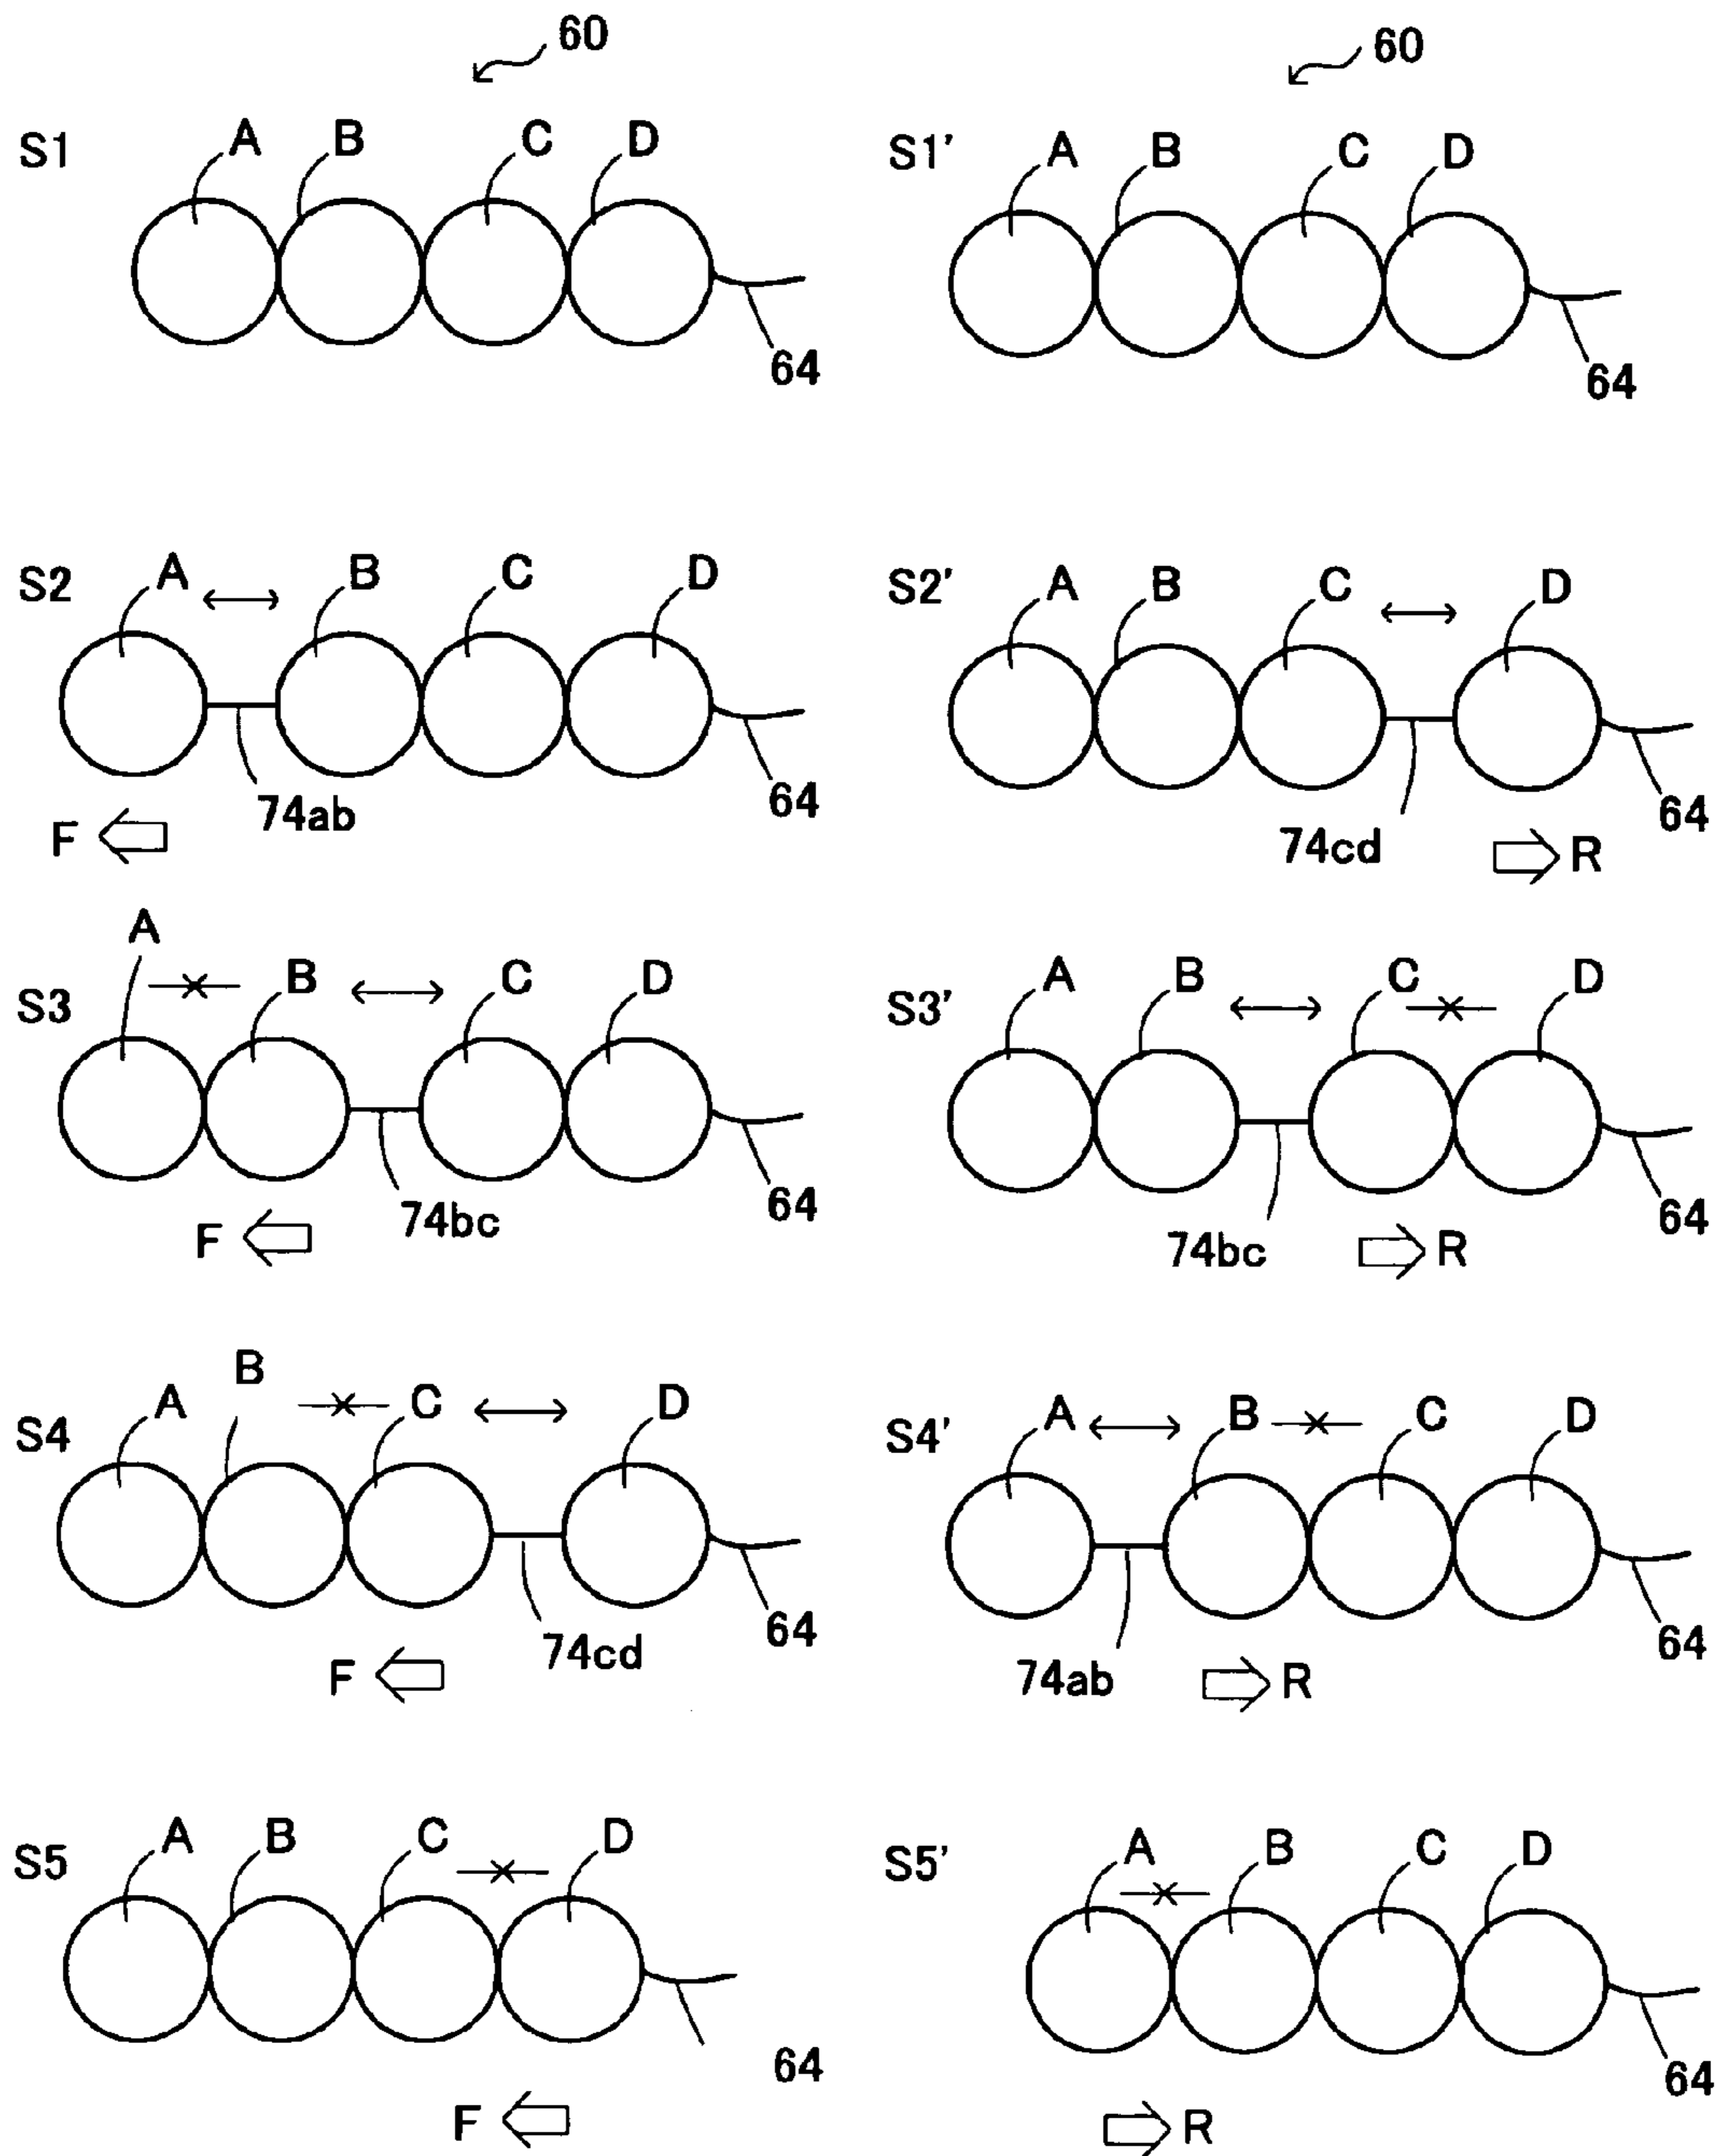 60 60
S1 A B C D S1' A B C D
64 64
S2 A B C D S2' A B C D
74ab 64 74cd 64
F R
S3 A B C D S3' A B C D
74bc 64 74bc 64
F R
S4 A B C D S4' A B C D
74cd 64 74ab 64
F R
S5 A B C D S5' A B C D
64 64
F R